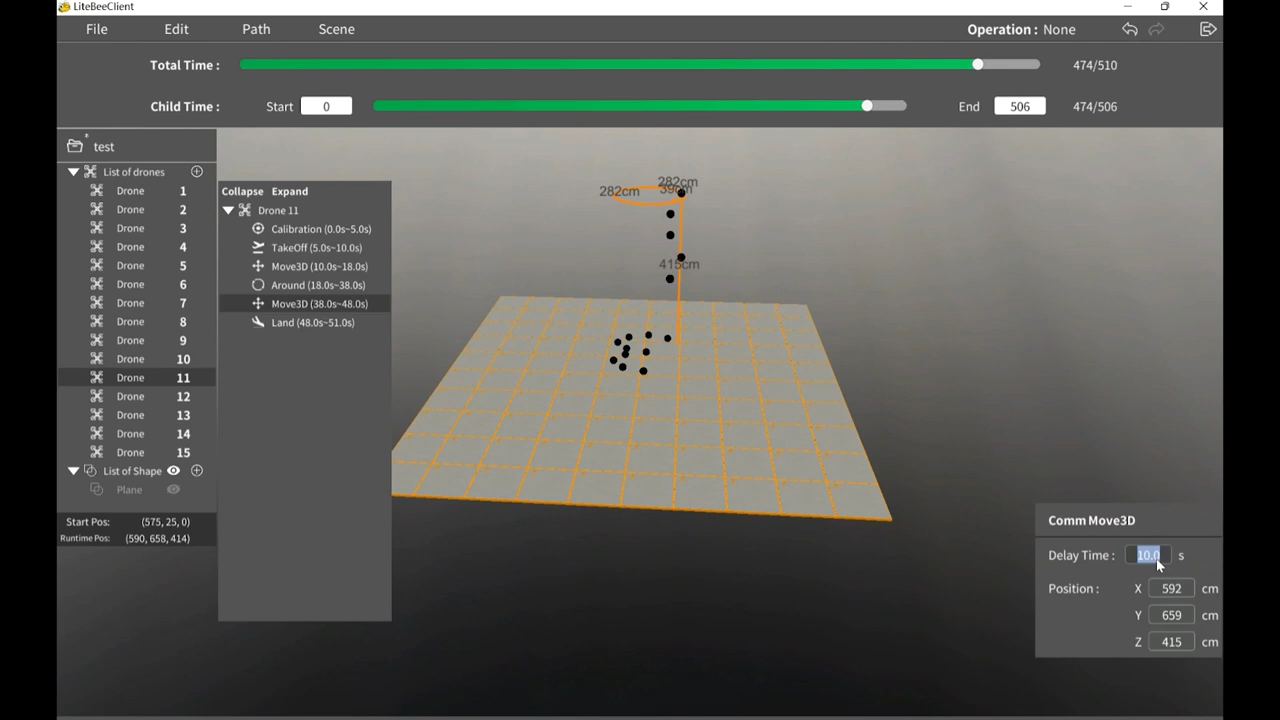 LiteBeeClient
File Edit Path Scene Operation : None
Total Time : 474/510
Child Time : Start 0 End 506 474/506
* test
List of drones
Drone 1
Drone 2
Drone 3
Drone 4
Drone 5
Drone 6
Drone 7
Drone 8
Drone 9
Drone 10
Drone 11
Drone 12
Drone 13
Drone 14
Drone 15
List of Shape
Plane
Start Pos: (575, 25, 0)
Runtime Pos: (590, 658, 414)
Collapse Expand
Drone 11
Calibration (0.0s~5.0s)
TakeOff (5.0s~10.0s)
Move3D (10.0s~18.0s)
Around (18.0s~38.0s)
Move3D (38.0s~48.0s)
Land (48.0s~51.0s)
282cm
282cm
415cm
Comm Move3D
Delay Time : 10.0 s
Position : X 592 cm
Y 659 cm
Z 415 cm